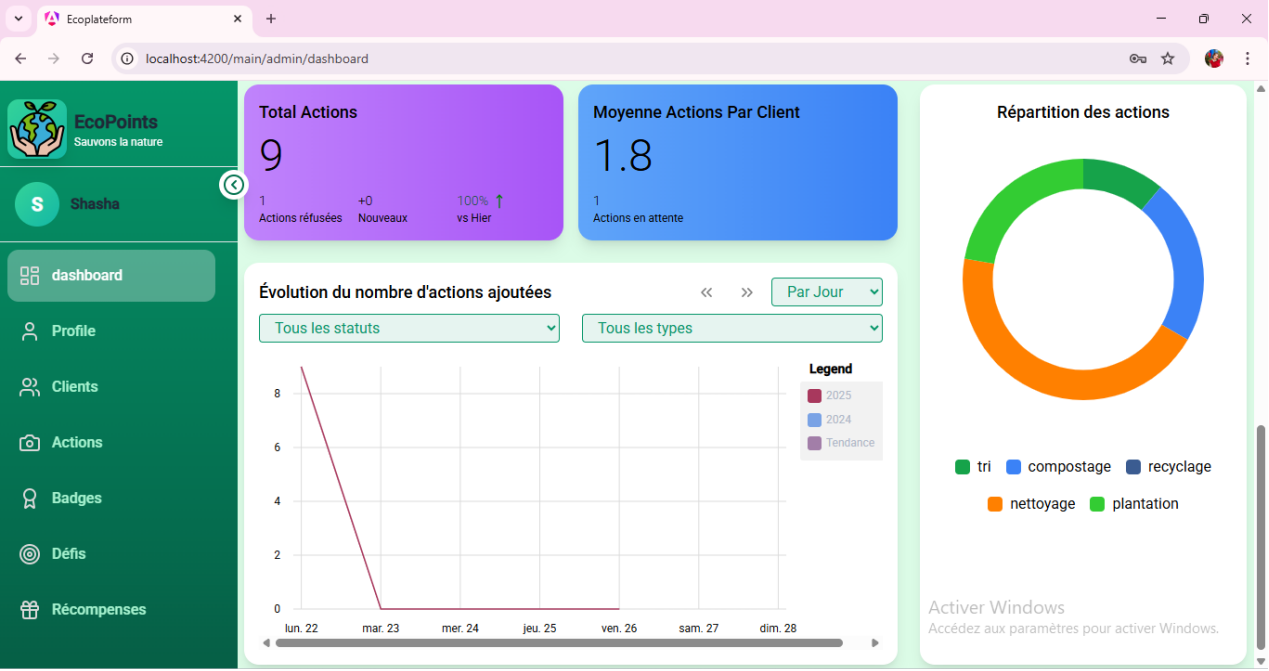 Ecoplateform
localhost:4200/main/admin/dashboard
EcoPoints
Sauvons la nature
S
Shasha
dashboard
Profile
Clients
Actions
Badges
Défis
Récompenses
Total Actions
9
1
+0
100% ↑
Actions réfusées
Nouveaux
vs Hier
Moyenne Actions Par Client
1.8
1
Actions en attente
Évolution du nombre d'actions ajoutées
« »
Par Jour
Tous les statuts
Tous les types
8
6
4
2
0
lun. 22
mar. 23
mer. 24
jeu. 25
ven. 26
sam. 27
dim. 28
Legend
2025
2024
Tendance
Répartition des actions
tri
compostage
recyclage
nettoyage
plantation
Activer Windows
Accédez aux paramètres pour activer Windows.